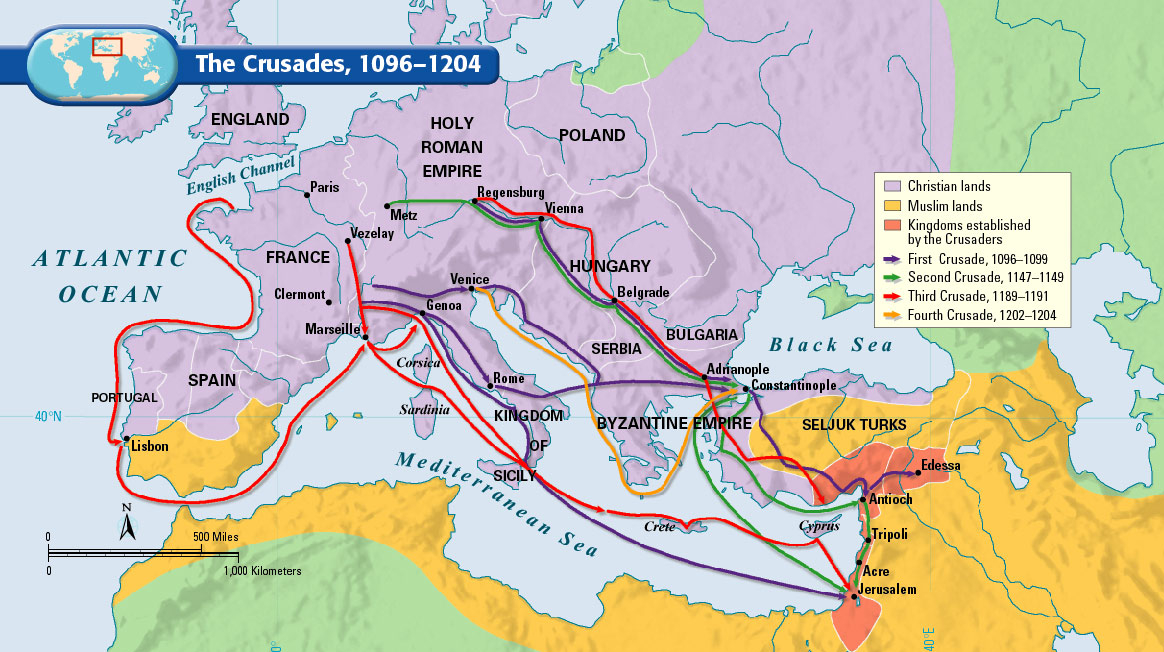 The Crusades, 1096–1204
ENGLAND
HOLY
ROMAN
EMPIRE
POLAND
English Channel
Paris
Metz
Regensburg
Vienna
Vezelay
ATLANTIC
OCEAN
FRANCE
HUNGARY
Clermont
Venice
Genoa
Belgrade
Marseille
BULGARIA
Black Sea
SERBIA
Corsica
Adrianople
Constantinople
SPAIN
Rome
PORTUGAL
Sardinia
40°N
KINGDOM
OF
SICILY
BYZANTINE EMPIRE
SELJUK TURKS
Lisbon
Mediterranean Sea
Edessa
Antioch
Crete
Cyprus
Tripoli
Acre
Jerusalem
N
0
500 Miles
0
1,000 Kilometers
0°
40°E
Christian lands
Muslim lands
Kingdoms established
by the Crusaders
First Crusade, 1096–1099
Second Crusade, 1147–1149
Third Crusade, 1189–1191
Fourth Crusade, 1202–1204